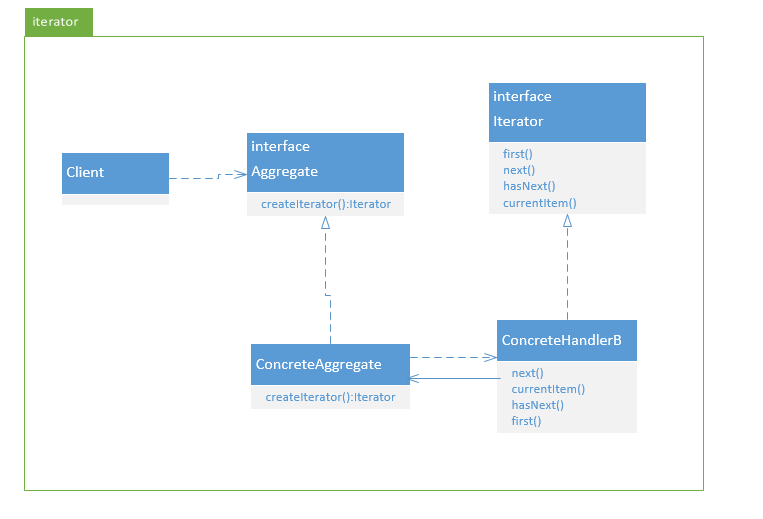 iterator
Client
interface
Aggregate
createIterator():Iterator
interface
Iterator
first()
next()
hasNext()
currentItem()
ConcreteAggregate
createIterator():Iterator
ConcreteHandlerB
next()
currentItem()
hasNext()
first()